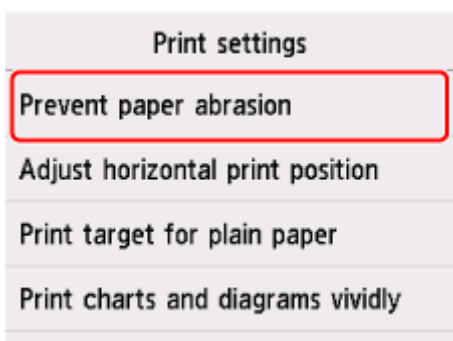 Print settings
Prevent paper abrasion
Adjust horizontal print position
Print target for plain paper
Print charts and diagrams vividly